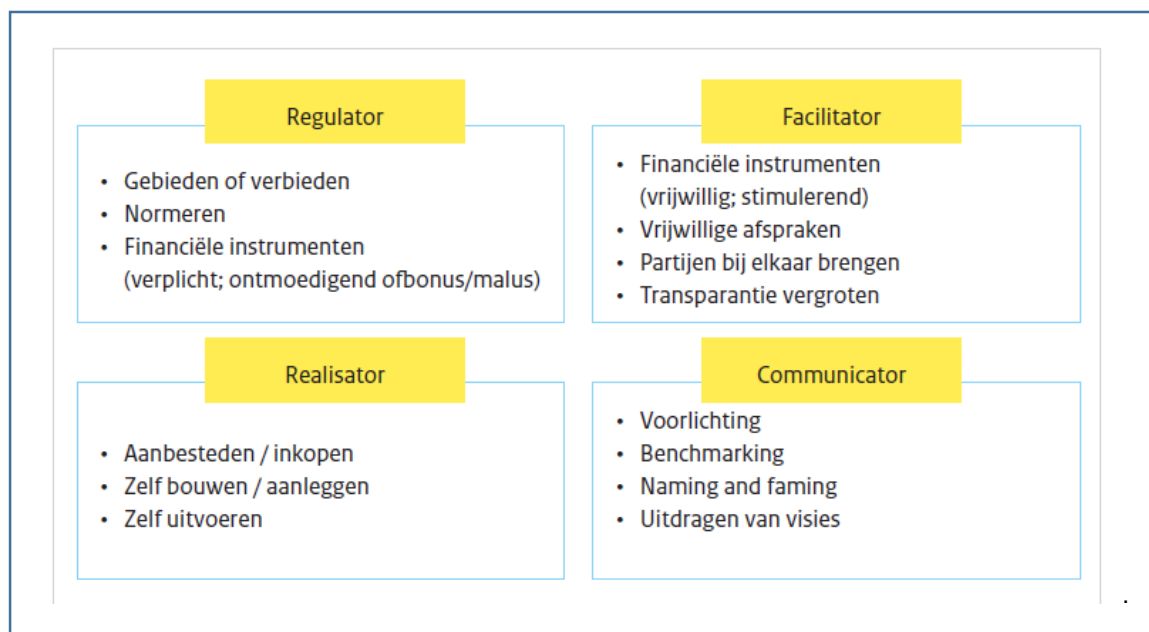 Regulator
• Gebieden of verbieden
• Normeren
• Financiële instrumenten
(verplicht; ontmoedigend ofbonus/malus)
Facilitator
• Financiële instrumenten
(vrijwillig; stimulerend)
• Vrijwillige afspraken
• Partijen bij elkaar brengen
• Transparantie vergroten
Realisator
• Aanbesteden / inkopen
• Zelf bouwen / aanleggen
• Zelf uitvoeren
Communicator
• Voorlichting
• Benchmarking
• Naming and faming
• Uitdragen van visies
.